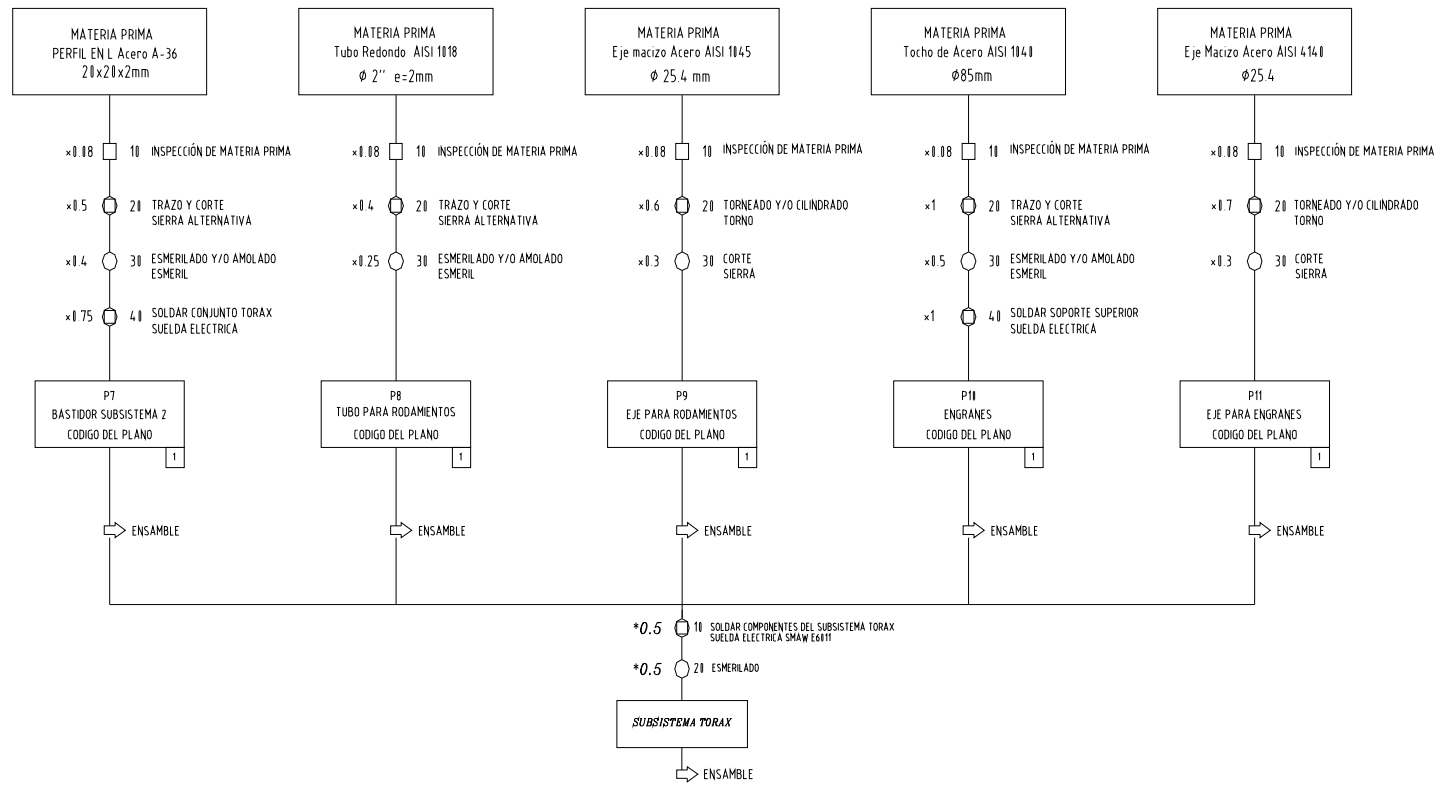 MATERIA PRIMA
PERFIL EN L Acero A-36
20x20x2mm
×0.08 10 INSPECCIÓN DE MATERIA PRIMA
×0.5 20 TRAZO Y CORTE
SIERRA ALTERNATIVA
×0.4 30 ESMERILADO Y/O AMOLADO
ESMERIL
×0.75 40 SOLDAR CONJUNTO TORAX
SUELDA ELECTRICA
P7
BASTIDOR SUBSISTEMA 2
CODIGO DEL PLANO
1
ENSAMBLE
MATERIA PRIMA
Tubo Redondo AISI 1018
ϕ 2'' e=2mm
×0.08 10 INSPECCIÓN DE MATERIA PRIMA
×0.4 20 TRAZO Y CORTE
SIERRA ALTERNATIVA
×0.25 30 ESMERILADO Y/O AMOLADO
ESMERIL
P8
TUBO PARA RODAMIENTOS
CODIGO DEL PLANO
1
ENSAMBLE
MATERIA PRIMA
Eje macizo Acero AISI 1045
ϕ 25.4 mm
×0.08 10 INSPECCIÓN DE MATERIA PRIMA
×0.6 20 TORNEADO Y/O CILINDRADO
TORNO
×0.3 30 CORTE
SIERRA
P9
EJE PARA RODAMIENTOS
CODIGO DEL PLANO
1
ENSAMBLE
MATERIA PRIMA
Tocho de Acero AISI 1040
ϕ85mm
×0.08 10 INSPECCIÓN DE MATERIA PRIMA
×1 20 TRAZO Y CORTE
SIERRA ALTERNATIVA
×0.5 30 ESMERILADO Y/O AMOLADO
ESMERIL
×1 40 SOLDAR SOPORTE SUPERIOR
SUELDA ELECTRICA
P10
ENGRANES
CODIGO DEL PLANO
1
ENSAMBLE
MATERIA PRIMA
Eje Macizo Acero AISI 4140
ϕ25.4
×0.08 10 INSPECCIÓN DE MATERIA PRIMA
×0.7 20 TORNEADO Y/O CILINDRADO
TORNO
×0.3 30 CORTE
SIERRA
P11
EJE PARA ENGRANES
CODIGO DEL PLANO
1
ENSAMBLE
*0.5 10 SOLDAR COMPONENTES DEL SUBSISTEMA TORAX
SUELDA ELECTRICA SMAW E6011
*0.5 20 ESMERILADO
SUBSISTEMA TORAX
ENSAMBLE